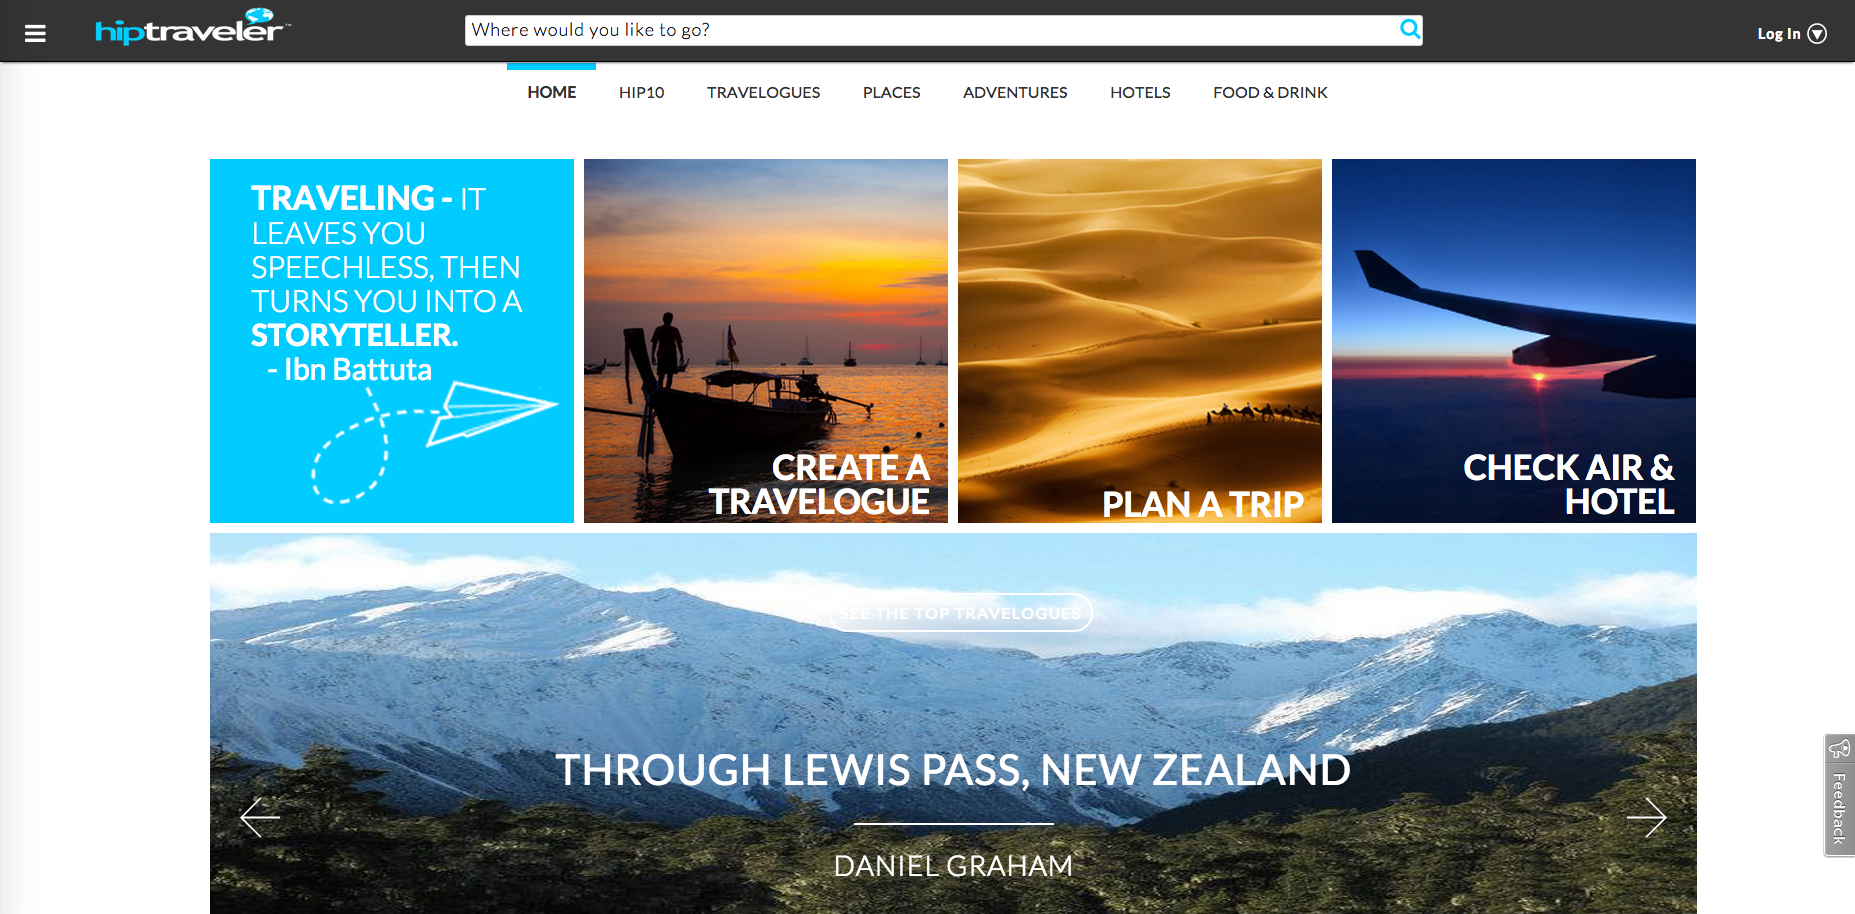 hiptraveler™
Where would you like to go?
Log In
HOME
HIP10
TRAVELOGUES
PLACES
ADVENTURES
HOTELS
FOOD & DRINK
TRAVELING - IT
LEAVES YOU
SPEECHLESS, THEN
TURNS YOU INTO A
STORYTELLER.
- Ibn Battuta
CREATE A
TRAVELOGUE
PLAN A TRIP
CHECK AIR &
HOTEL
SEE THE TOP TRAVELOGUES
THROUGH LEWIS PASS, NEW ZEALAND
DANIEL GRAHAM
Feedback